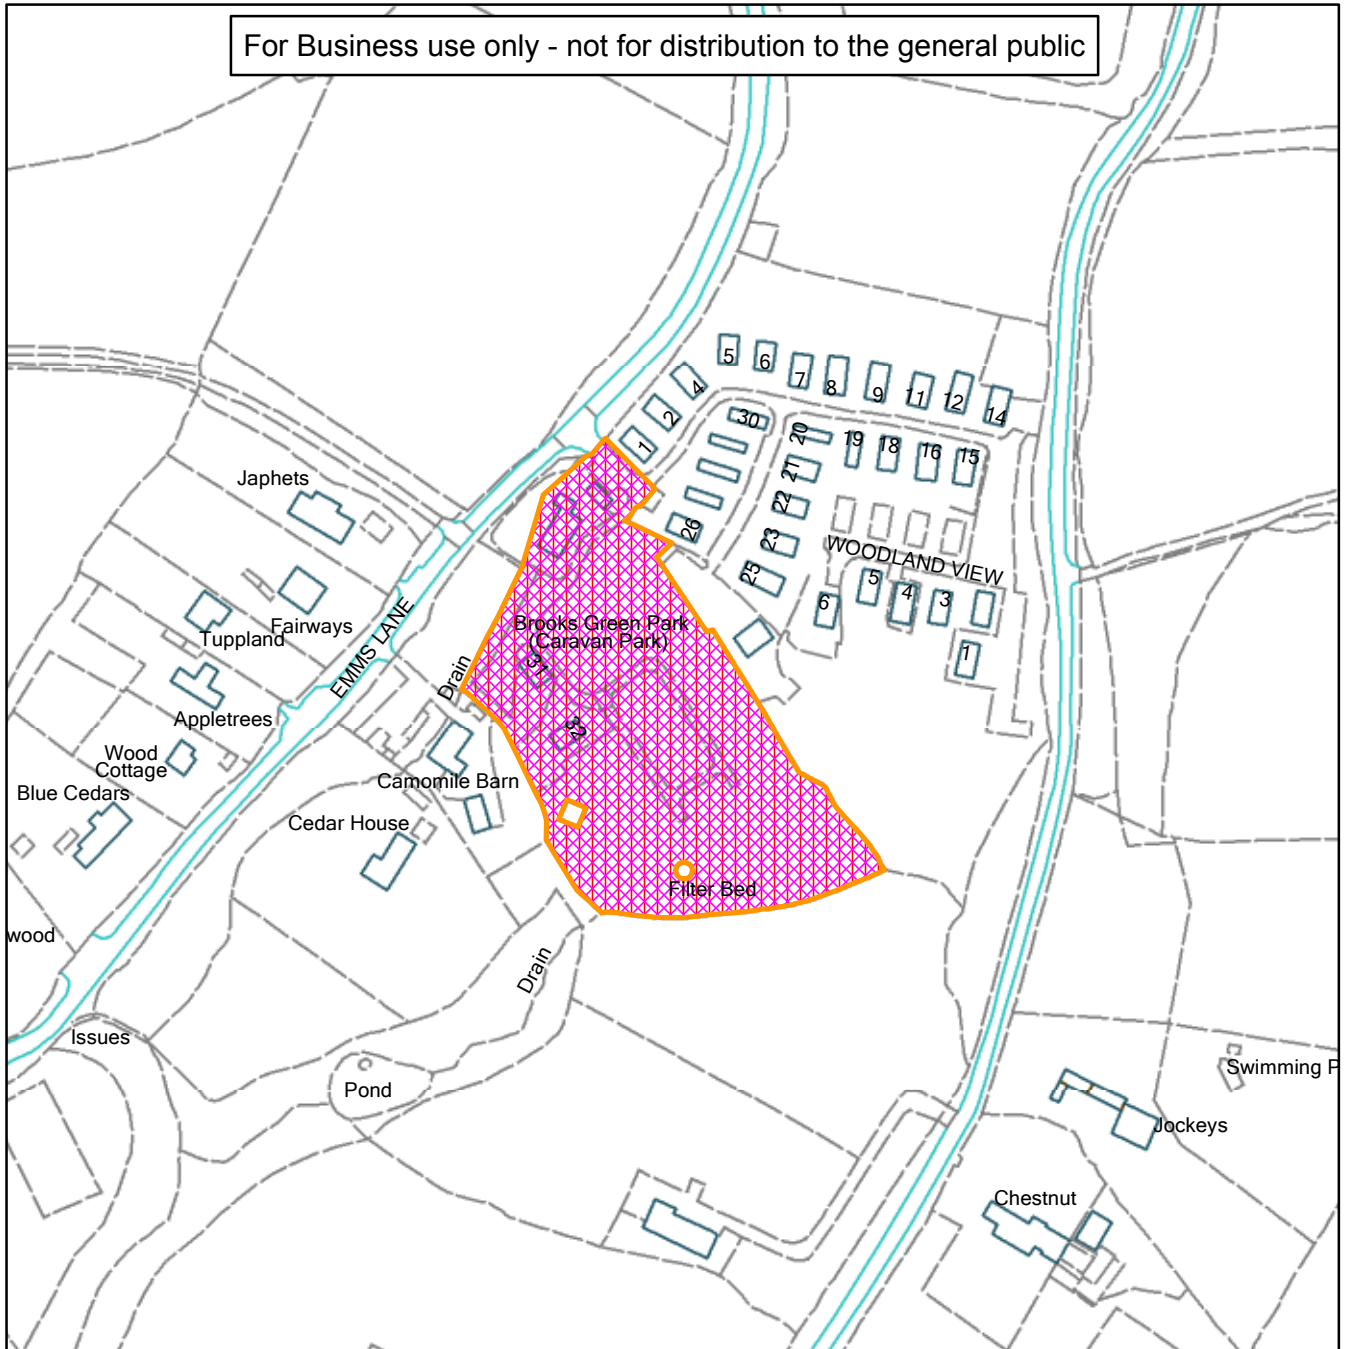 For Business use only - not for distribution to the general public
5
6
7
8
9
11
12
14
4
2
1
30
20
19
18
16
15
21
22
26
23
25
WOODLAND VIEW
6
5
4
3
1
Japhets
Fairways
Tuppland
EMMS LANE
Appletrees
Wood
Cottage
Blue Cedars
Drain
Brooks Green Park
(Caravan Park)
31
32
Camomile Barn
Cedar House
Filter Bed
wood
Drain
Issues
Pond
Swimming P
Jockeys
Chestnut